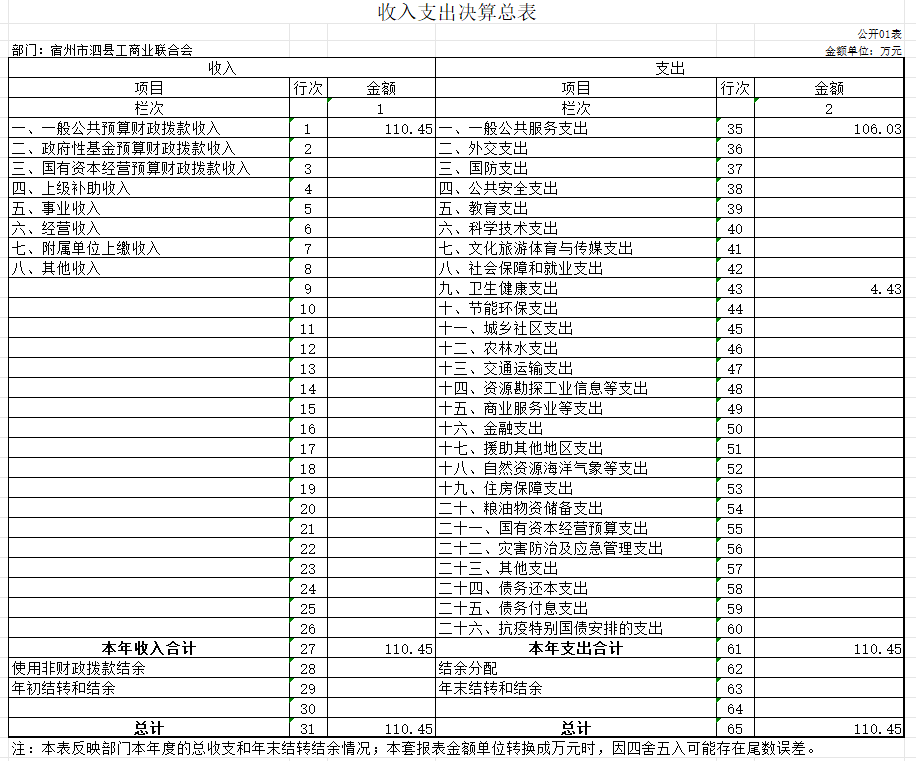 收入支出决算总表
公开01表
部门：宿州市泗县工商业联合会 金额单位：万元
收入 支出
项目 行次 金额 项目 行次 金额
栏次 1 栏次 2
一、一般公共预算财政拨款收入 1 110.45 一、一般公共服务支出 35 106.03
二、政府性基金预算财政拨款收入 2 二、外交支出 36
三、国有资本经营预算财政拨款收入 3 三、国防支出 37
四、上级补助收入 4 四、公共安全支出 38
五、事业收入 5 五、教育支出 39
六、经营收入 6 六、科学技术支出 40
七、附属单位上缴收入 7 七、文化旅游体育与传媒支出 41
八、其他收入 8 八、社会保障和就业支出 42
9 九、卫生健康支出 43 4.43
10 十、节能环保支出 44
11 十一、城乡社区支出 45
12 十二、农林水支出 46
13 十三、交通运输支出 47
14 十四、资源勘探工业信息等支出 48
15 十五、商业服务业等支出 49
16 十六、金融支出 50
17 十七、援助其他地区支出 51
18 十八、自然资源海洋气象等支出 52
19 十九、住房保障支出 53
20 二十、粮油物资储备支出 54
21 二十一、国有资本经营预算支出 55
22 二十二、灾害防治及应急管理支出 56
23 二十三、其他支出 57
24 二十四、债务还本支出 58
25 二十五、债务付息支出 59
26 二十六、抗疫特别国债安排的支出 60
本年收入合计 27 110.45 本年支出合计 61 110.45
使用非财政拨款结余 28 结余分配 62
年初结转和结余 29 年末结转和结余 63
30 64
总计 31 110.45 总计 65 110.45
注：本表反映部门本年度的总收支和年末结转结余情况；本套报表金额单位转换成万元时，因四舍五入可能存在尾数误差。